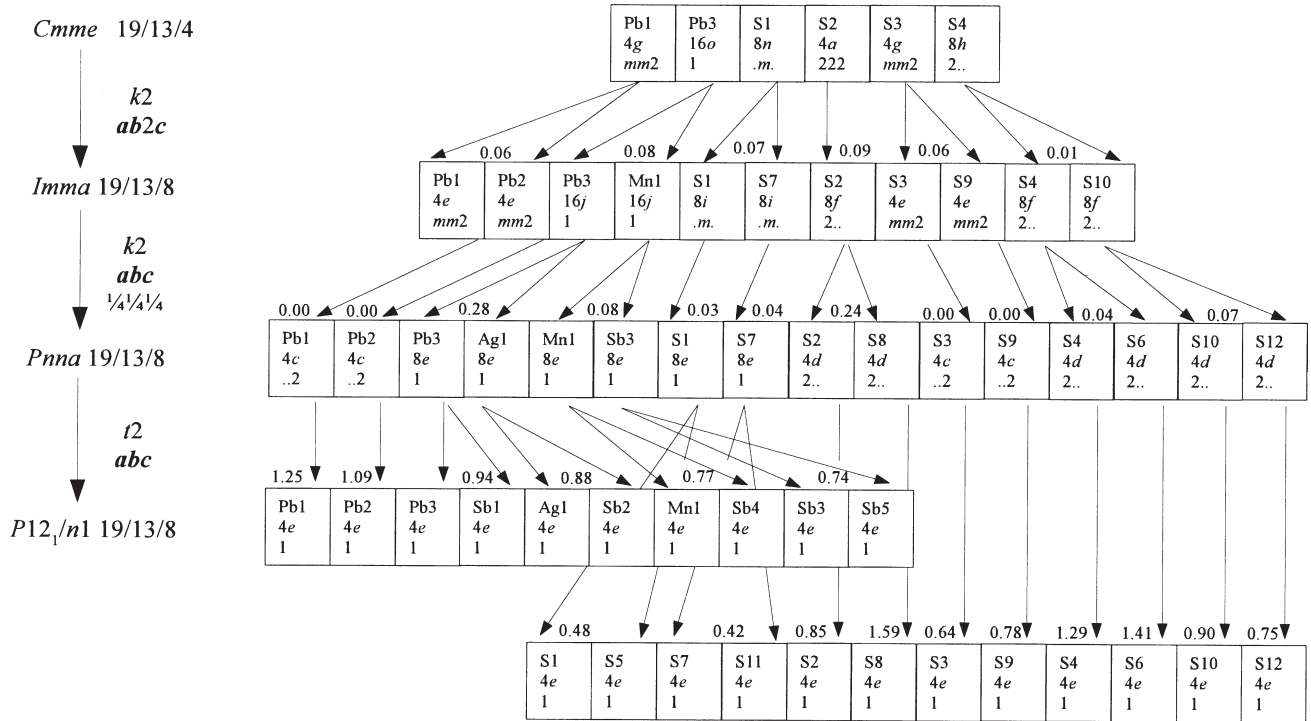 Cmme 19/13/4
Pb1 Pb3 S1 S2 S3 S4
4g 16o 8n 4a 4g 8h
mm2 1 .m. 222 mm2 2..
k2
ab2c
0.06 0.08 0.07 0.09 0.06 0.01
Imma 19/13/8
Pb1 Pb2 Pb3 Mn1 S1 S7 S2 S3 S9 S4 S10
4e 4e 16j 16j 8i 8i 8f 4e 4e 8f 8f
mm2 mm2 1 1 .m. .m. 2.. mm2 mm2 2.. 2..
k2
abc
¼¼¼
0.00 0.00 0.28 0.08 0.03 0.04 0.24 0.00 0.00 0.04 0.07
Pnna 19/13/8
Pb1 Pb2 Pb3 Ag1 Mn1 Sb3 S1 S7 S2 S8 S3 S9 S4 S6 S10 S12
4c 4c 8e 8e 8e 8e 8e 8e 4d 4d 4c 4c 4d 4d 4d 4d
..2 ..2 1 1 1 1 1 1 2.. 2.. ..2 ..2 2.. 2.. 2.. 2..
t2
abc
1.25 1.09 0.94 0.88 0.77 0.74
P12₁/n1 19/13/8
Pb1 Pb2 Pb3 Sb1 Ag1 Sb2 Mn1 Sb4 Sb3 Sb5
4e 4e 4e 4e 4e 4e 4e 4e 4e 4e
1 1 1 1 1 1 1 1 1 1
0.48 0.42 0.85 1.59 0.64 0.78 1.29 1.41 0.90 0.75
S1 S5 S7 S11 S2 S8 S3 S9 S4 S6 S10 S12
4e 4e 4e 4e 4e 4e 4e 4e 4e 4e 4e 4e
1 1 1 1 1 1 1 1 1 1 1 1